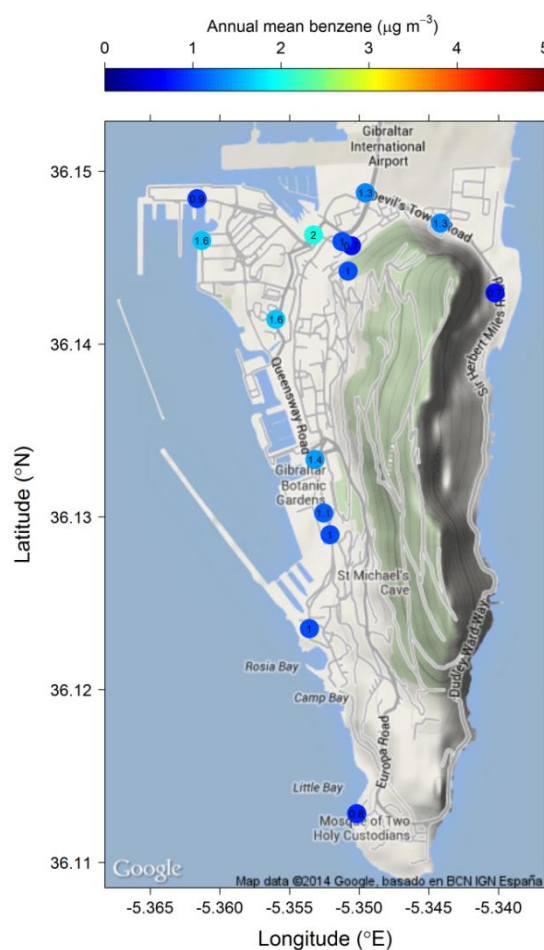 Annual mean benzene (μg m⁻³)
0 1 2 3 4 5
Gibraltar
International
Airport
36.15
0.9
1.3
Devil's Tower Road
1.3
2
1.6
1
0.7
1
0.7
Sir Herbert Miles Road
1.6
36.14
Queensway Road
1.4
Gibraltar
Botanic
Gardens
1.1
36.13
1
St Michael's
Cave
1
Rosia Bay
Dudley Ward Way
36.12
Camp Bay
Europa Road
Little Bay
Mosque of Two
Holy Custodians
36.11
Google
Map data ©2014 Google, basado en BCN IGN España
-5.365 -5.360 -5.355 -5.350 -5.345 -5.340
Longitude (°E)
Latitude (°N)